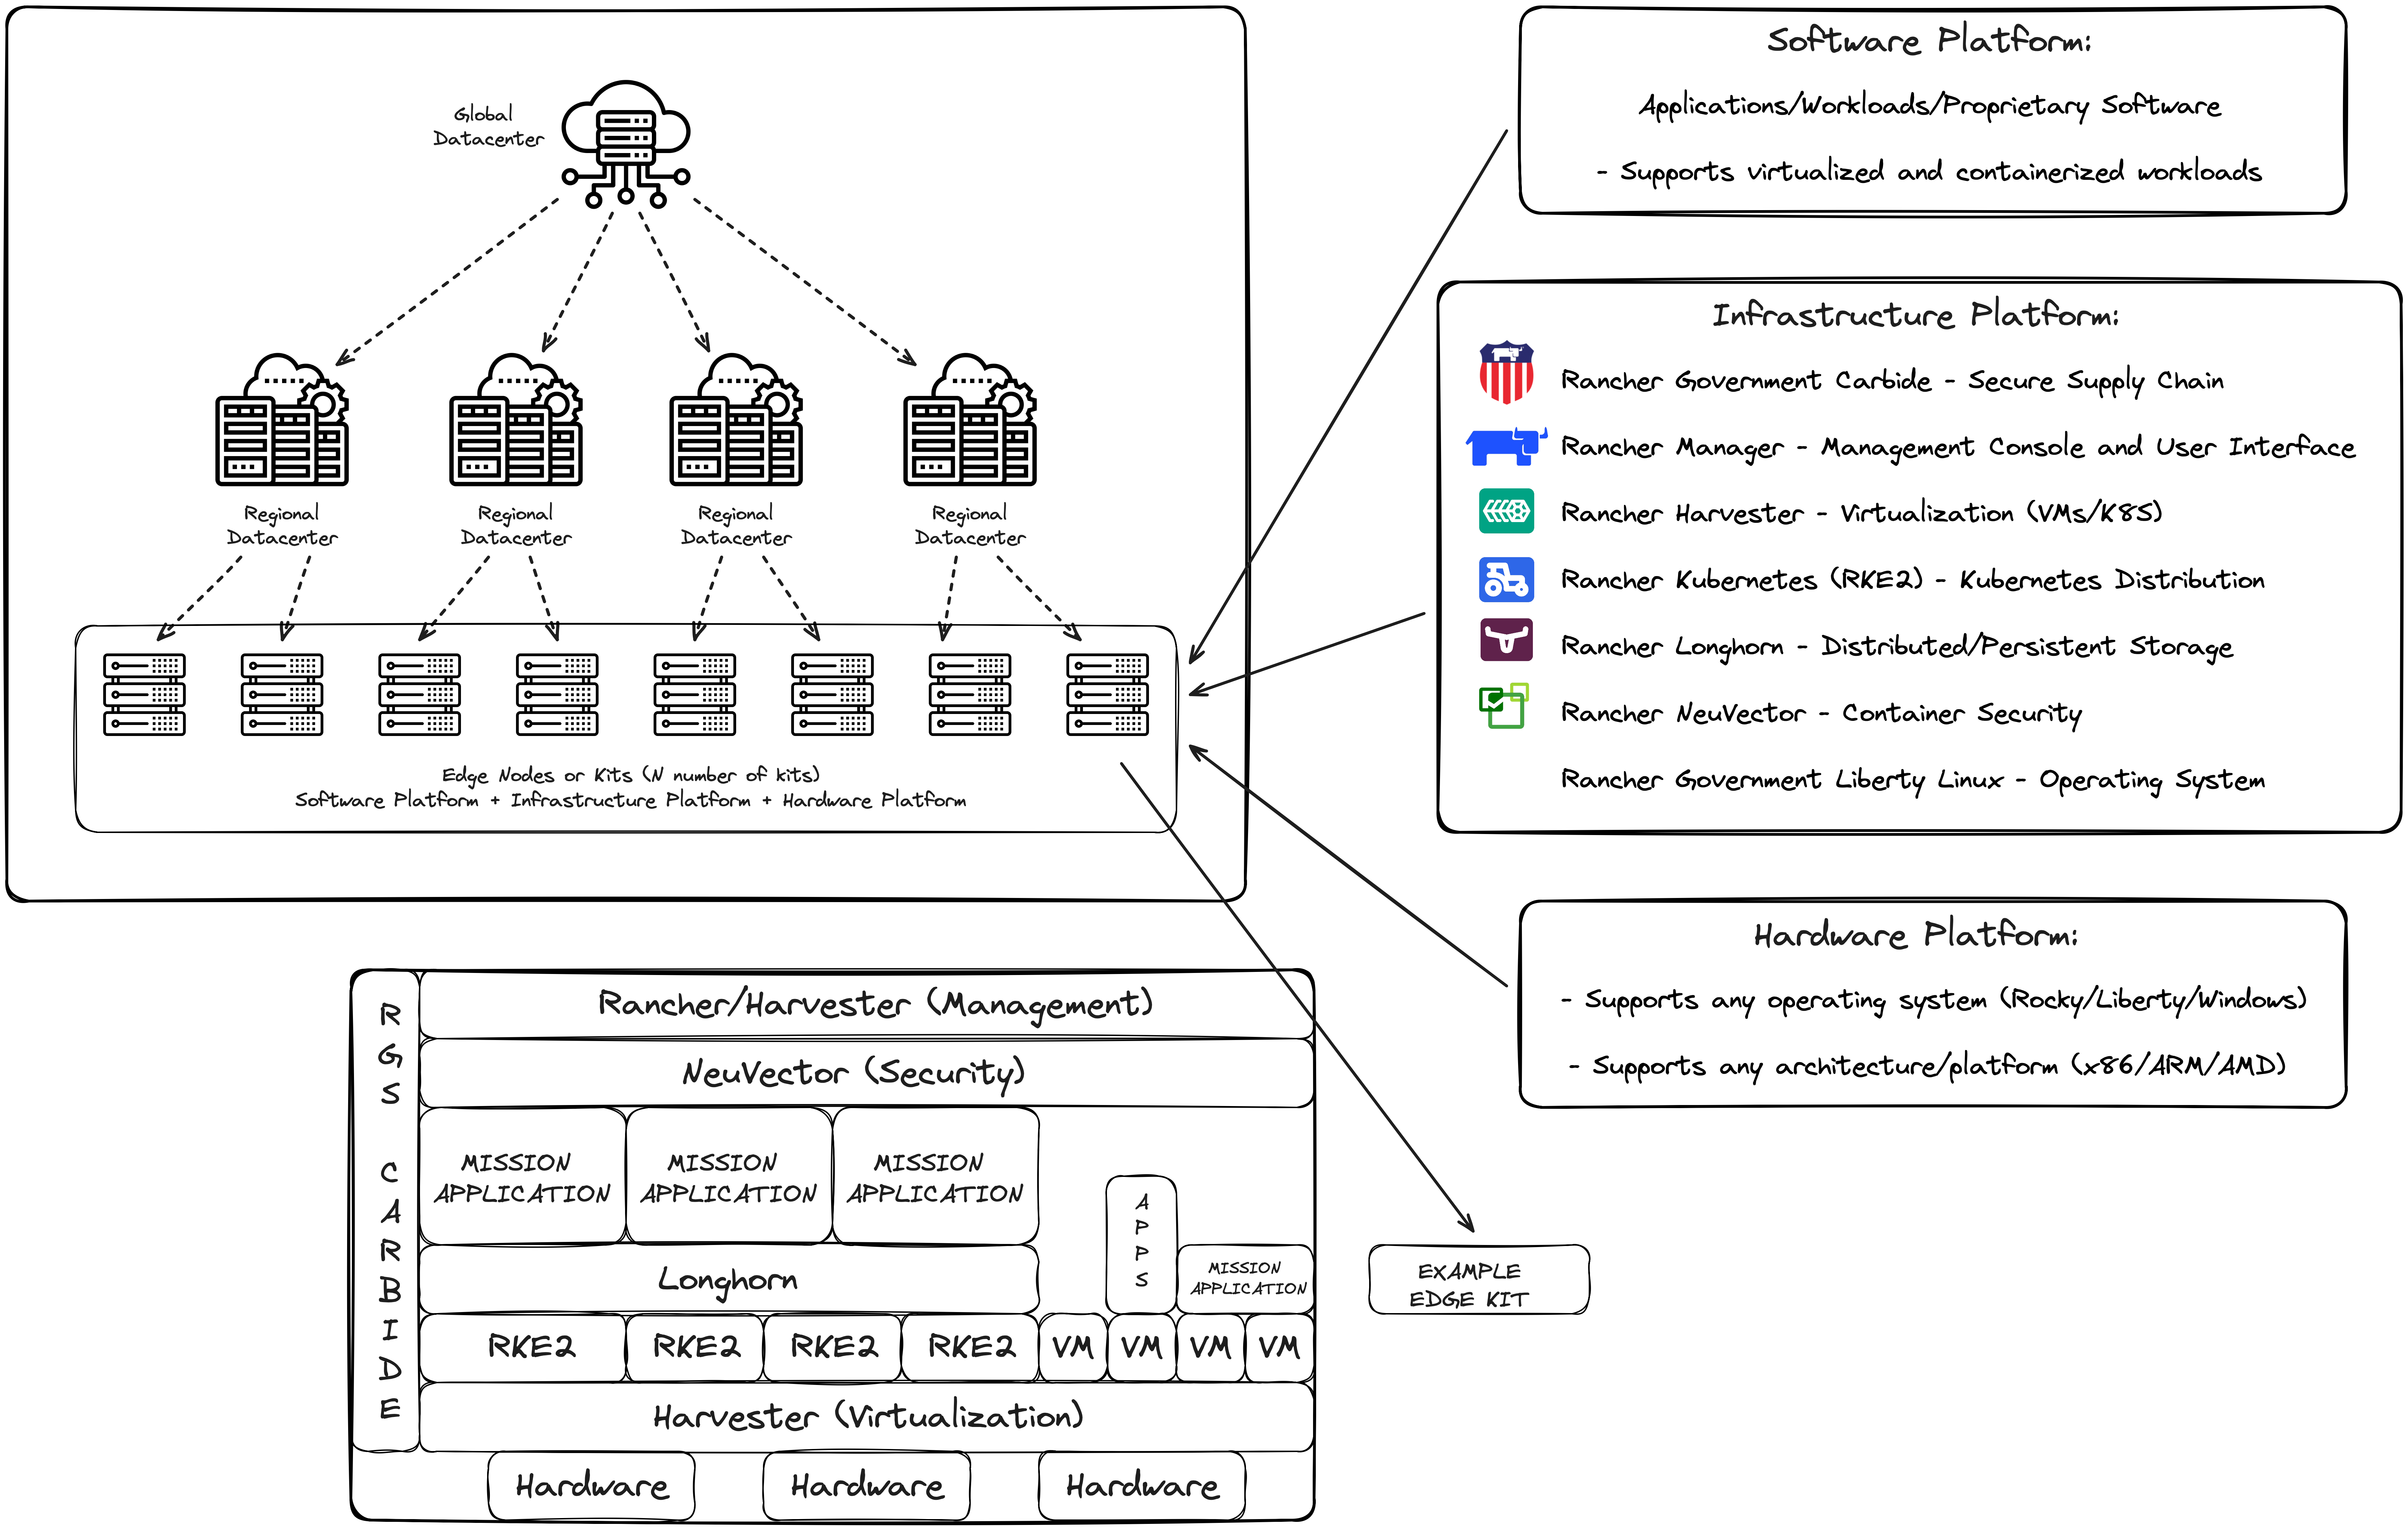 Global
Datacenter
Regional
Datacenter
Regional
Datacenter
Regional
Datacenter
Regional
Datacenter
Edge Nodes or Kits (N number of kits)
Software Platform + Infrastructure Platform + Hardware Platform
Software Platform:
Applications/Workloads/Proprietary Software
- Supports virtualized and containerized workloads
Infrastructure Platform:
Rancher Government Carbide - Secure Supply Chain
Rancher Manager - Management Console and User Interface
Rancher Harvester - Virtualization (VMs/K8S)
Rancher Kubernetes (RKE2) - Kubernetes Distribution
Rancher Longhorn - Distributed/Persistent Storage
Rancher NeuVector - Container Security
Rancher Government Liberty Linux - Operating System
Hardware Platform:
- Supports any operating system (Rocky/Liberty/Windows)
- Supports any architecture/platform (x86/ARM/AMD)
RGS CARBIDE
Rancher/Harvester (Management)
NeuVector (Security)
MISSION
APPLICATION
MISSION
APPLICATION
MISSION
APPLICATION
APPS
MISSION
APPLICATION
Longhorn
RKE2
RKE2
RKE2
RKE2
VM
VM
VM
VM
Harvester (Virtualization)
Hardware
Hardware
Hardware
EXAMPLE
EDGE KIT